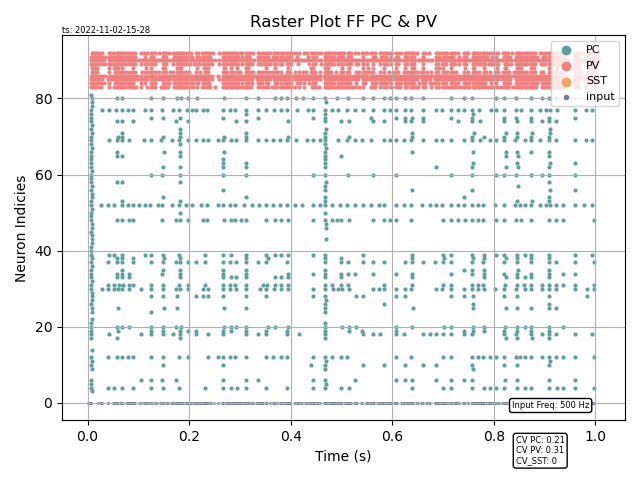 Raster Plot FF PC & PV
ts: 2022-11-02-15-28
PC
PV
SST
input
80
60
40
20
0
Neuron Indicies
Input Freq: 500 Hz
0.0 0.2 0.4 0.6 0.8 1.0
Time (s)
CV PC: 0.21
CV PV: 0.31
CV_SST: 0